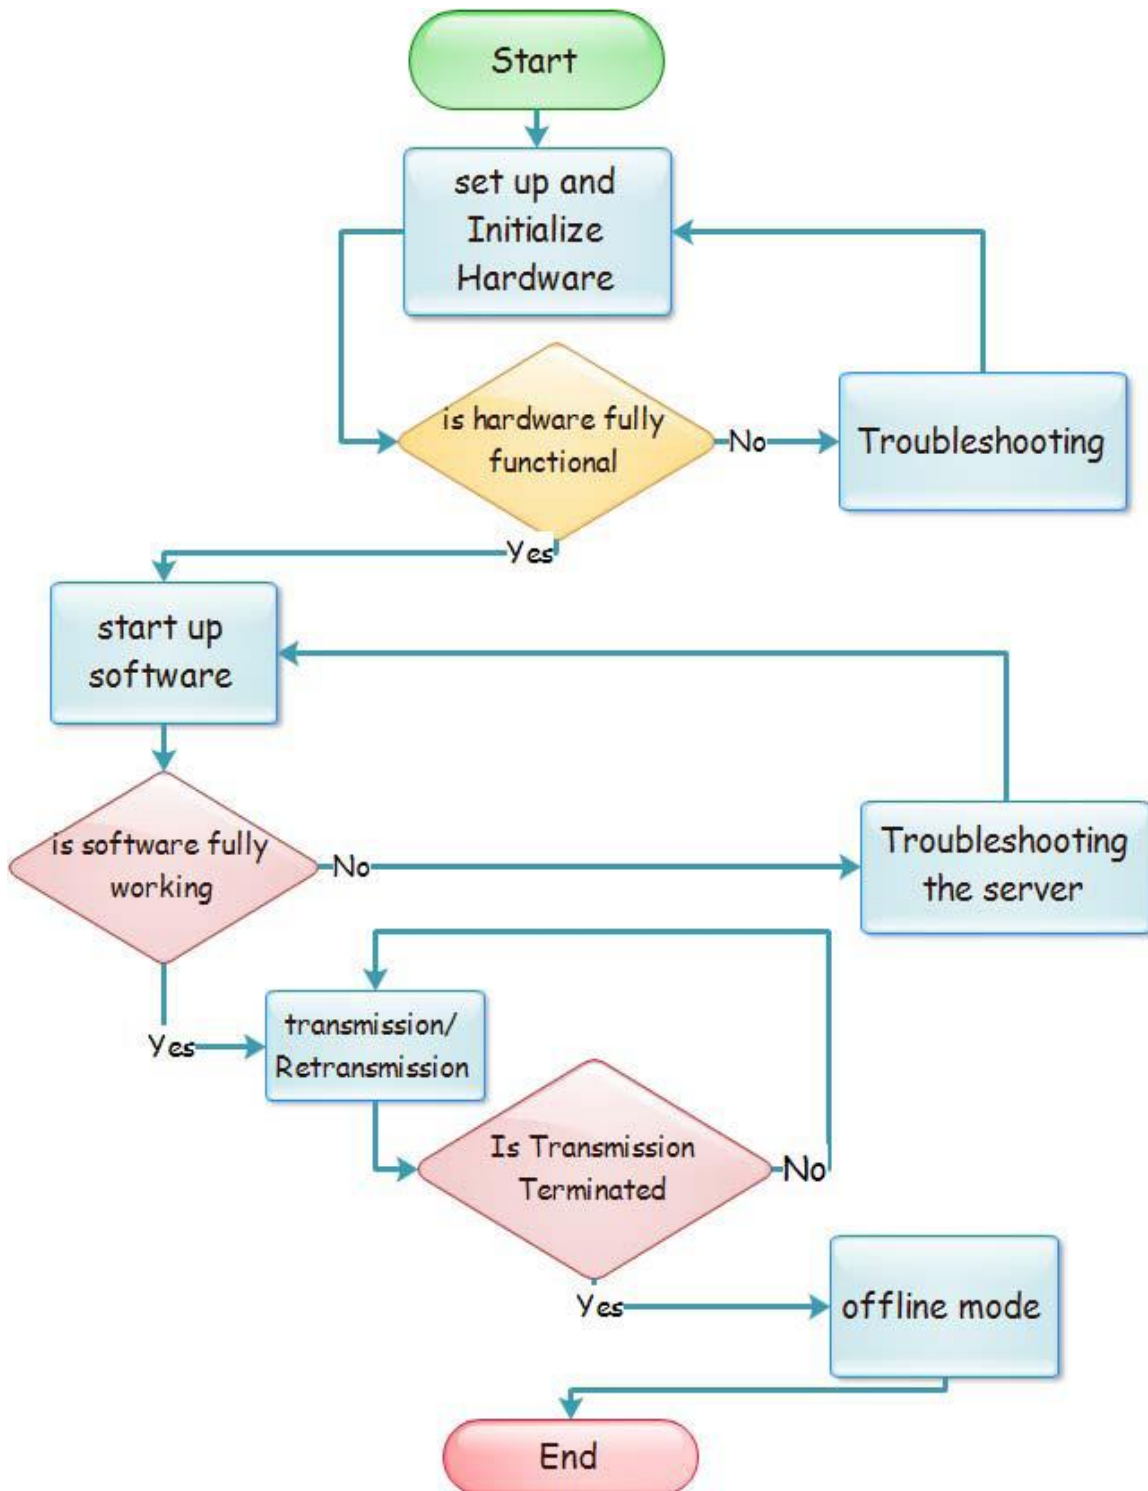 Start
set up and
Initialize
Hardware
is hardware fully
functional
No
Troubleshooting
Yes
start up
software
is software fully
working
No
Troubleshooting
the server
Yes
transmission/
Retransmission
Is Transmission
Terminated
No
Yes
offline mode
End